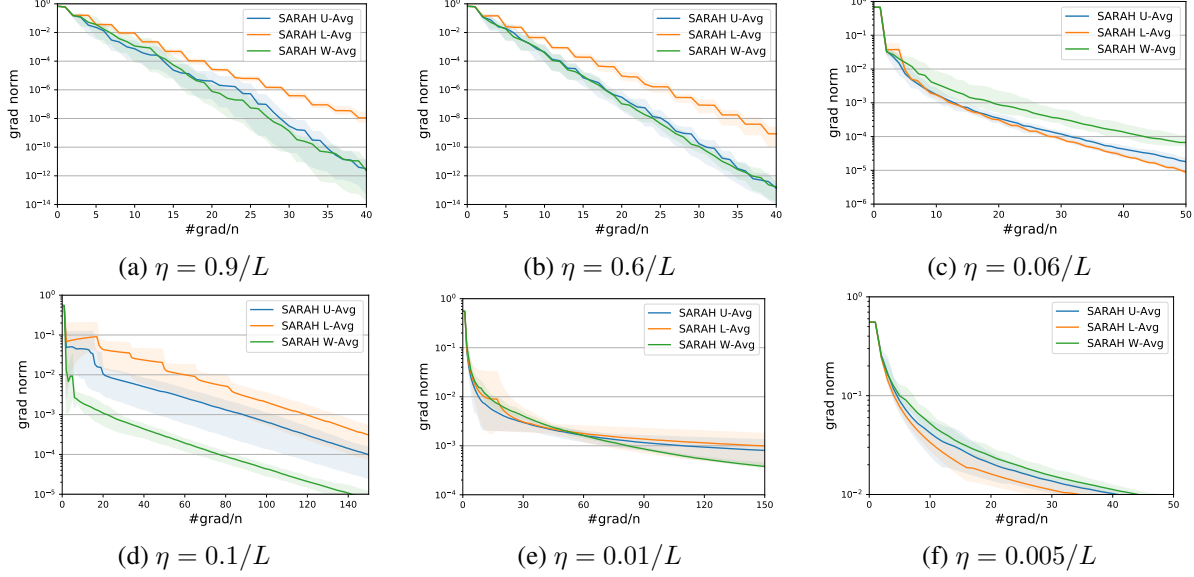 10^0
10^-2
10^-4
10^-6
10^-8
10^-10
10^-12
10^-14
grad norm
0 5 10 15 20 25 30 35 40
#grad/n
SARAH U-Avg
SARAH L-Avg
SARAH W-Avg
(a) η = 0.9/L
10^0
10^-2
10^-4
10^-6
10^-8
10^-10
10^-12
10^-14
grad norm
0 5 10 15 20 25 30 35 40
#grad/n
SARAH U-Avg
SARAH L-Avg
SARAH W-Avg
(b) η = 0.6/L
10^0
10^-1
10^-2
10^-3
10^-4
10^-5
10^-6
grad norm
0 10 20 30 40 50
#grad/n
SARAH U-Avg
SARAH L-Avg
SARAH W-Avg
(c) η = 0.06/L
10^0
10^-1
10^-2
10^-3
10^-4
10^-5
grad norm
0 20 40 60 80 100 120 140
#grad/n
SARAH U-Avg
SARAH L-Avg
SARAH W-Avg
(d) η = 0.1/L
10^0
10^-1
10^-2
10^-3
10^-4
grad norm
0 30 60 90 120 150
#grad/n
SARAH U-Avg
SARAH L-Avg
SARAH W-Avg
(e) η = 0.01/L
10^0
10^-1
10^-2
grad norm
0 10 20 30 40 50
#grad/n
SARAH U-Avg
SARAH L-Avg
SARAH W-Avg
(f) η = 0.005/L